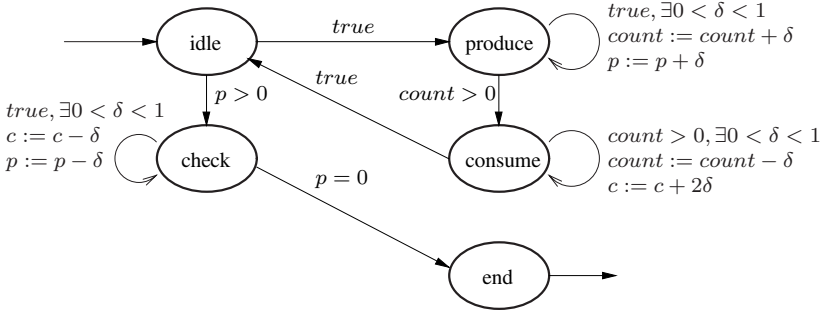 true
idle
produce
true, ∃0 < δ < 1
count := count + δ
p := p + δ
true
p > 0
count > 0
true, ∃0 < δ < 1
c := c − δ
p := p − δ
check
consume
count > 0, ∃0 < δ < 1
count := count − δ
c := c + 2δ
p = 0
end